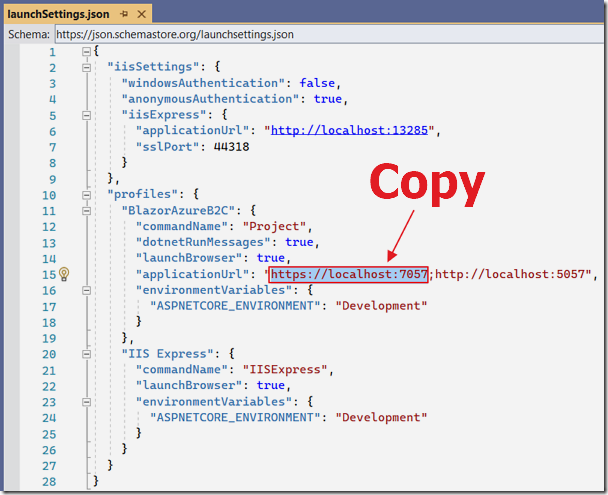 launchSettings.json
Schema: https://json.schemastore.org/launchsettings.json
1 {
2 "iisSettings": {
3 "windowsAuthentication": false,
4 "anonymousAuthentication": true,
5 "iisExpress": {
6 "applicationUrl": "http://localhost:13285",
7 "sslPort": 44318
8 }
9 },
Copy
10 "profiles": {
11 "BlazorAzureB2C": {
12 "commandName": "Project",
13 "dotnetRunMessages": true,
14 "launchBrowser": true,
15 "applicationUrl": "https://localhost:7057;http://localhost:5057",
16 "environmentVariables": {
17 "ASPNETCORE_ENVIRONMENT": "Development"
18 }
19 },
20 "IIS Express": {
21 "commandName": "IISExpress",
22 "launchBrowser": true,
23 "environmentVariables": {
24 "ASPNETCORE_ENVIRONMENT": "Development"
25 }
26 }
27 }
28 }